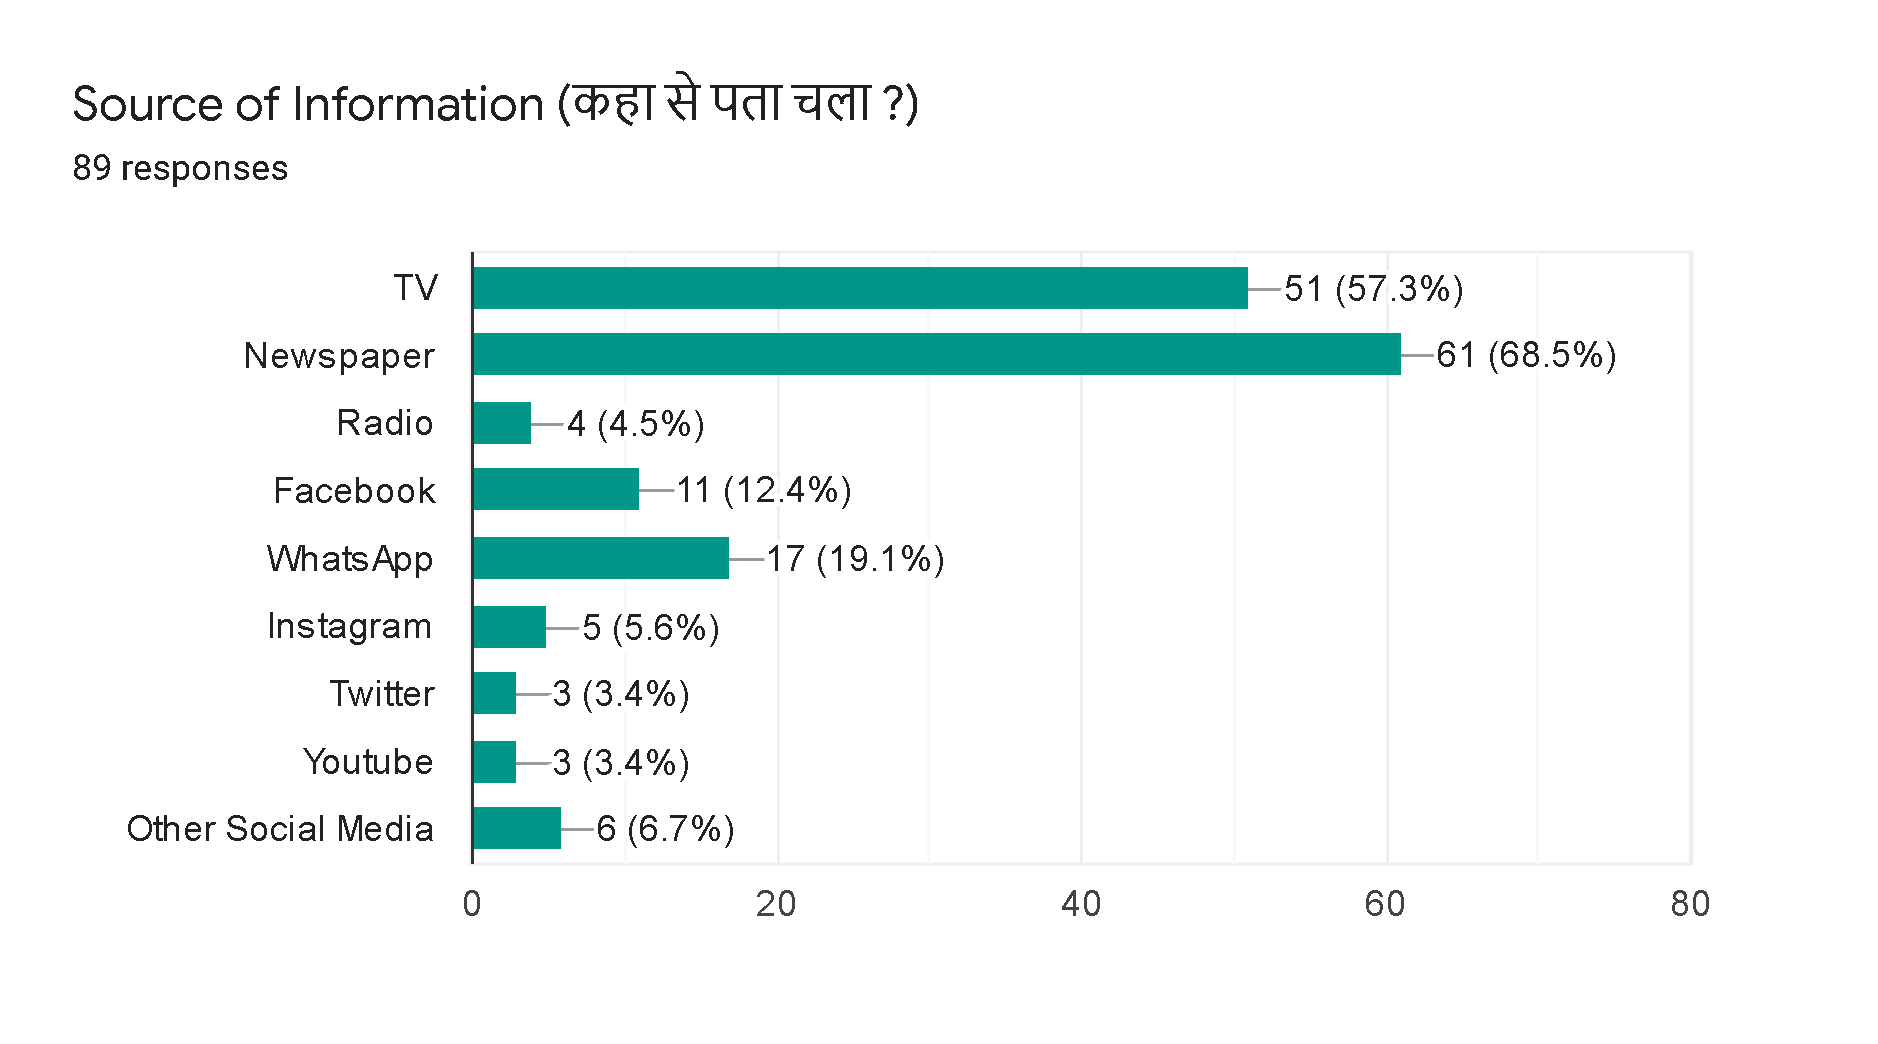 Source of Information (कहा से पता चला ?)
89 responses
TV 51 (57.3%)
Newspaper 61 (68.5%)
Radio 4 (4.5%)
Facebook 11 (12.4%)
WhatsApp 17 (19.1%)
Instagram 5 (5.6%)
Twitter 3 (3.4%)
Youtube 3 (3.4%)
Other Social Media 6 (6.7%)
0 20 40 60 80